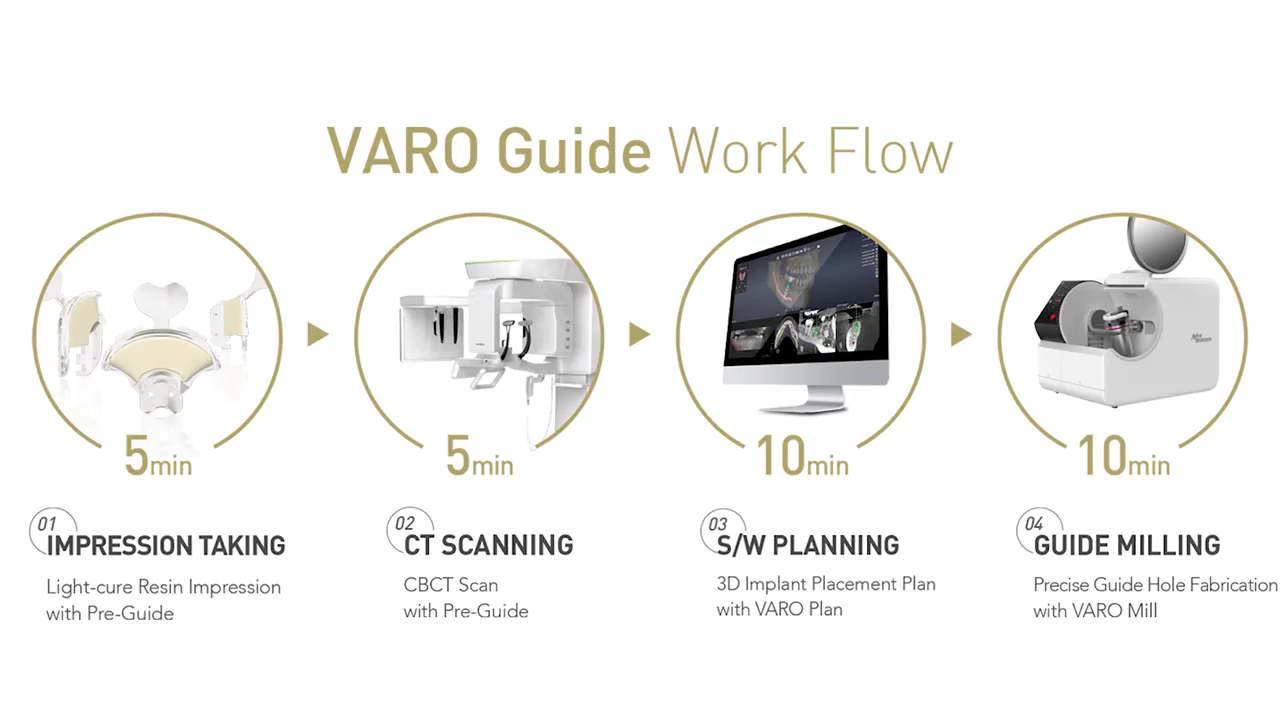 VARO Guide Work Flow
5min
5min
10min
10min
01
IMPRESSION TAKING
Light-cure Resin Impression
with Pre-Guide
02
CT SCANNING
CBCT Scan
with Pre-Guide
03
S/W PLANNING
3D Implant Placement Plan
with VARO Plan
04
GUIDE MILLING
Precise Guide Hole Fabrication
with VARO Mill